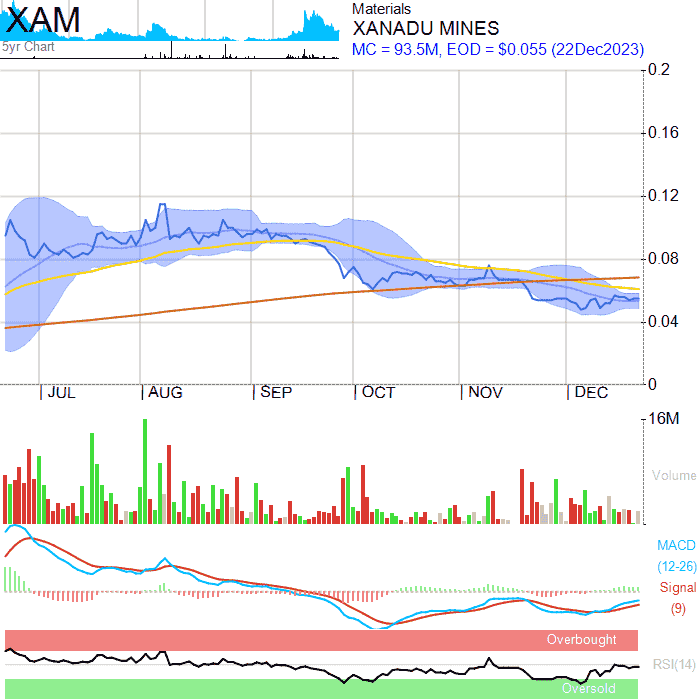 XAM
5yr Chart
Materials
XANADU MINES
MC = 93.5M, EOD = $0.055 (22Dec2023)
0.2
0.16
0.12
0.08
0.04
0
JUL AUG SEP OCT NOV DEC
16M
Volume
MACD
(12-26)
Signal
(9)
Overbought
RSI(14)
Oversold